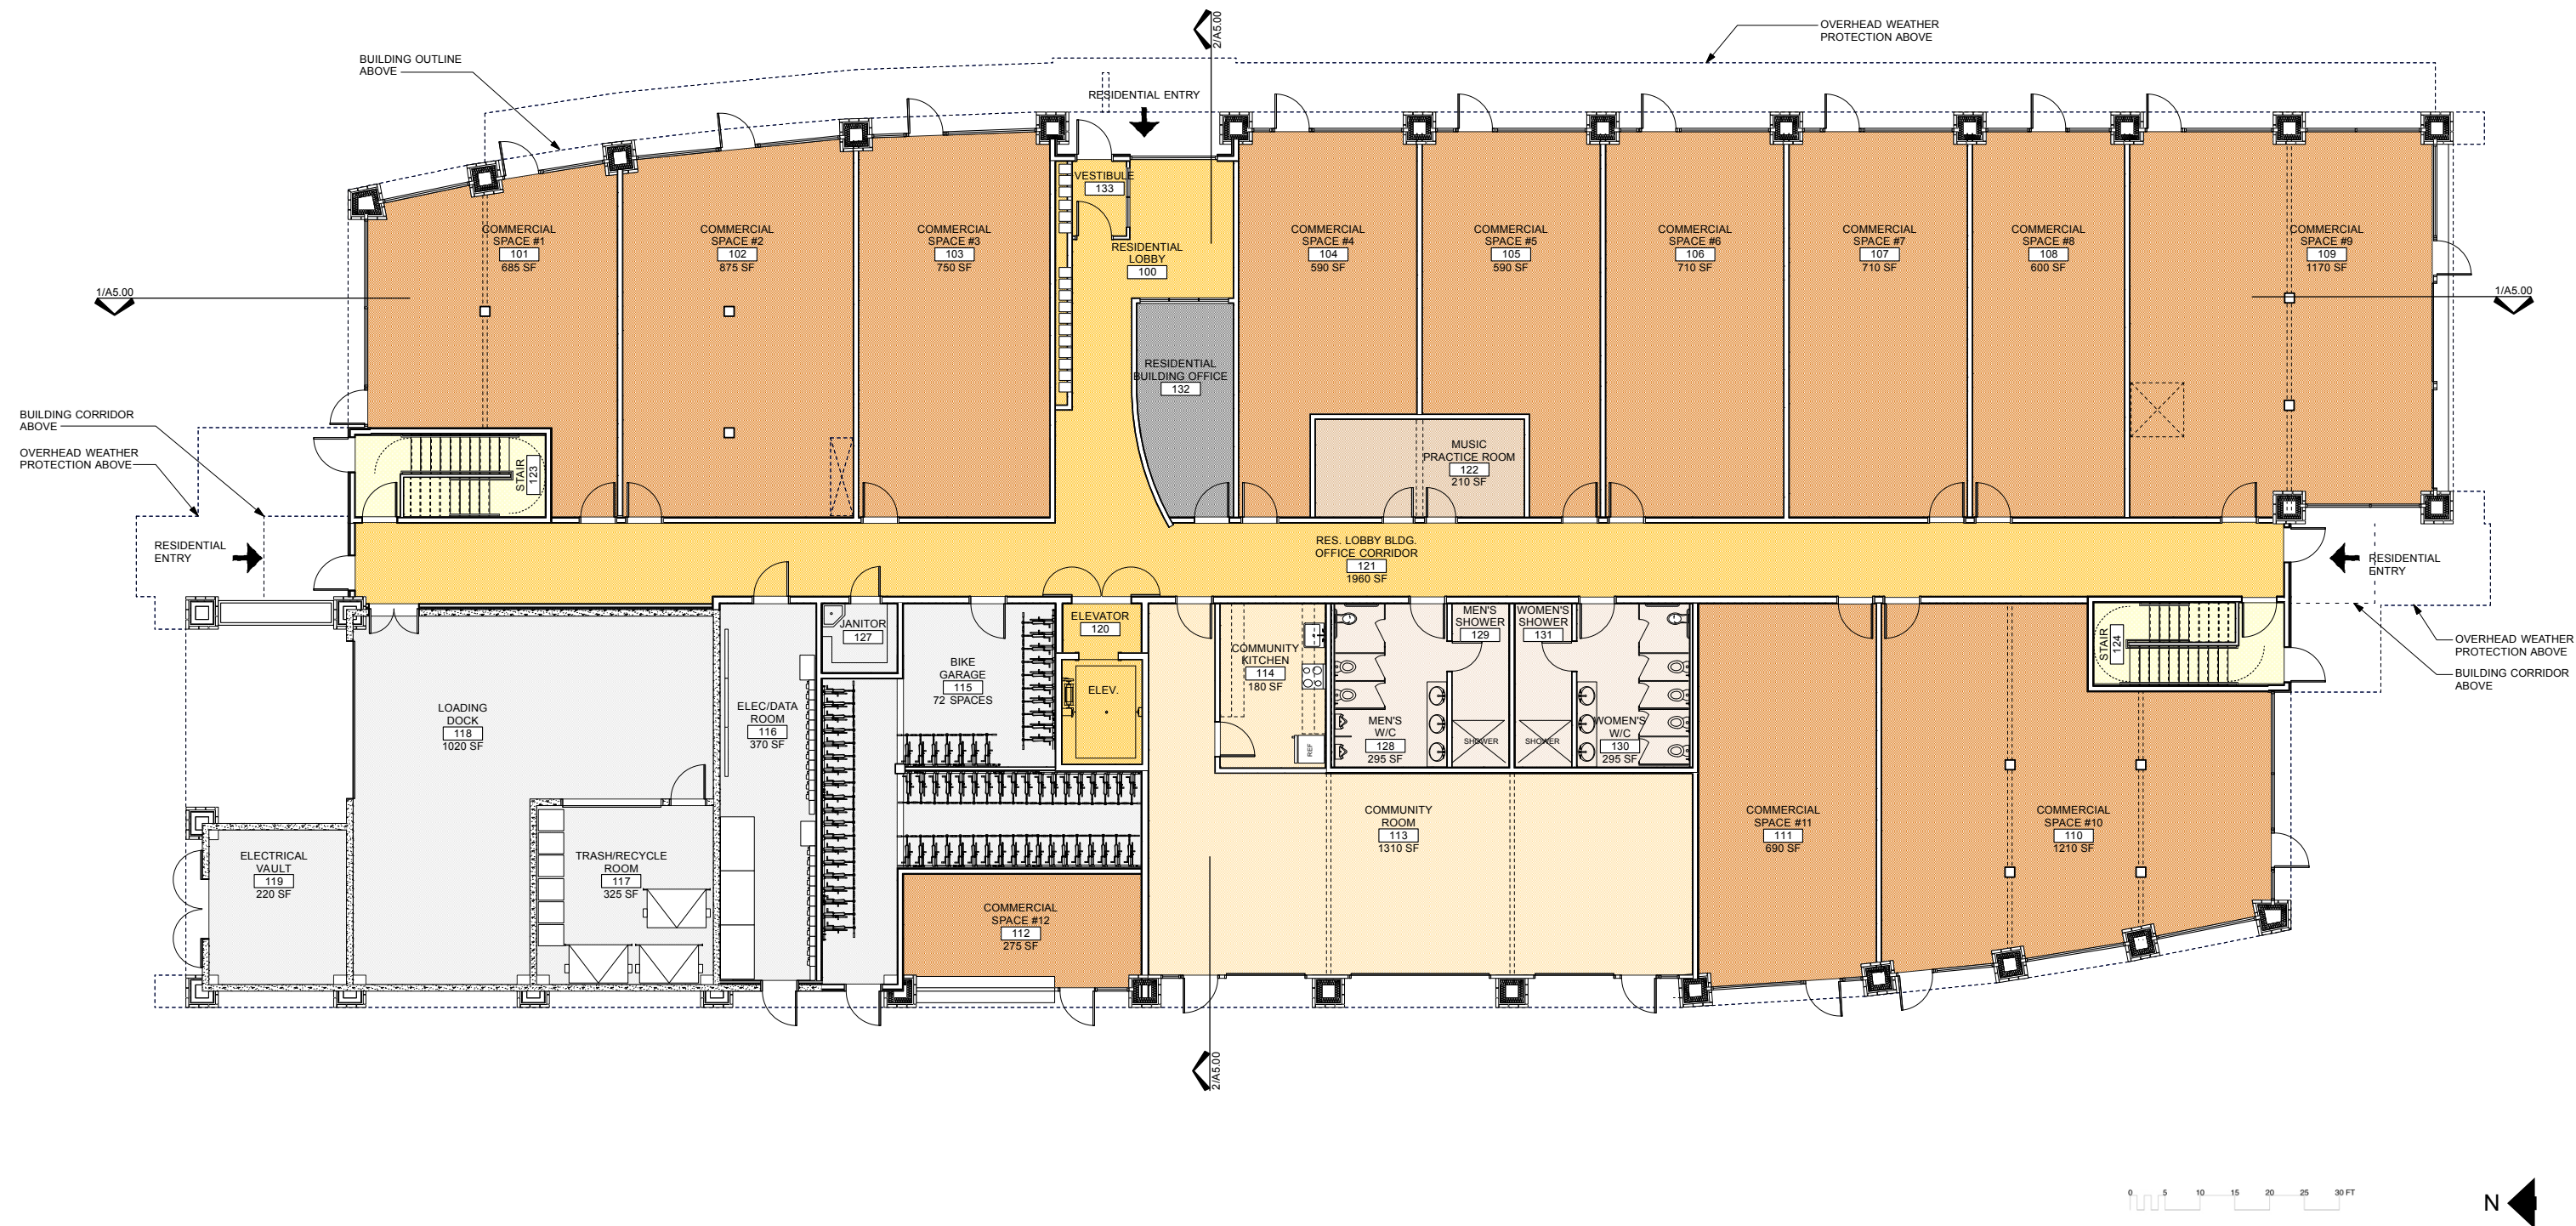 2/A5.00
OVERHEAD WEATHER
PROTECTION ABOVE
BUILDING OUTLINE
ABOVE
RESIDENTIAL ENTRY
VESTIBULE
133
COMMERCIAL
SPACE #1
101
685 SF
COMMERCIAL
SPACE #2
102
875 SF
COMMERCIAL
SPACE #3
103
750 SF
RESIDENTIAL
LOBBY
100
COMMERCIAL
SPACE #4
104
590 SF
COMMERCIAL
SPACE #5
105
590 SF
COMMERCIAL
SPACE #6
106
710 SF
COMMERCIAL
SPACE #7
107
710 SF
COMMERCIAL
SPACE #8
108
600 SF
COMMERCIAL
SPACE #9
109
1170 SF
1/A5.00
1/A5.00
RESIDENTIAL
BUILDING OFFICE
132
BUILDING CORRIDOR
ABOVE
OVERHEAD WEATHER
PROTECTION ABOVE
STAIR
123
MUSIC
PRACTICE ROOM
122
210 SF
RESIDENTIAL
ENTRY
RES. LOBBY BLDG.
OFFICE CORRIDOR
121
1960 SF
RESIDENTIAL
ENTRY
JANITOR
127
ELEVATOR
120
MEN'S
SHOWER
129
WOMEN'S
SHOWER
131
STAIR
124
OVERHEAD WEATHER
PROTECTION ABOVE
BUILDING CORRIDOR
ABOVE
BIKE
GARAGE
115
72 SPACES
ELEV.
COMMUNITY
KITCHEN
114
180 SF
LOADING
DOCK
118
1020 SF
ELEC/DATA
ROOM
116
370 SF
MEN'S
W/C
128
295 SF
SHOWER
SHOWER
WOMEN'S
W/C
130
295 SF
REF
COMMUNITY
ROOM
113
1310 SF
COMMERCIAL
SPACE #11
111
690 SF
COMMERCIAL
SPACE #10
110
1210 SF
ELECTRICAL
VAULT
119
220 SF
TRASH/RECYCLE
ROOM
117
325 SF
COMMERCIAL
SPACE #12
112
275 SF
2/A5.00
0 5 10 15 20 25 30 FT
N